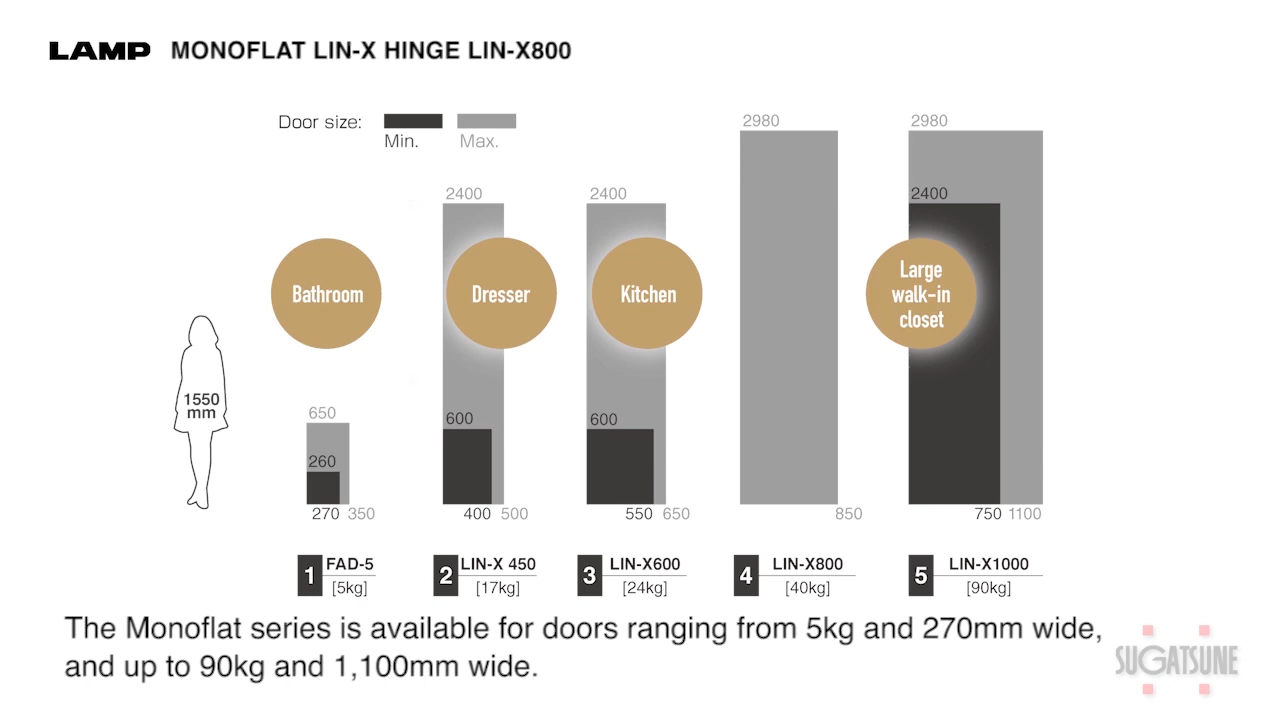 LAMP MONOFLAT LIN-X HINGE LIN-X800
Door size:
Min. Max.
2980 2980
2400 2400 2400
Bathroom
Dresser
Kitchen
Large
walk-in
closet
1550
mm
650
260
600 600
270 350 400 500 550 650 850 750 1100
1 FAD-5
[5kg]
2 LIN-X 450
[17kg]
3 LIN-X600
[24kg]
4 LIN-X800
[40kg]
5 LIN-X1000
[90kg]
The Monoflat series is available for doors ranging from 5kg and 270mm wide,
and up to 90kg and 1,100mm wide.
SUGATSUNE